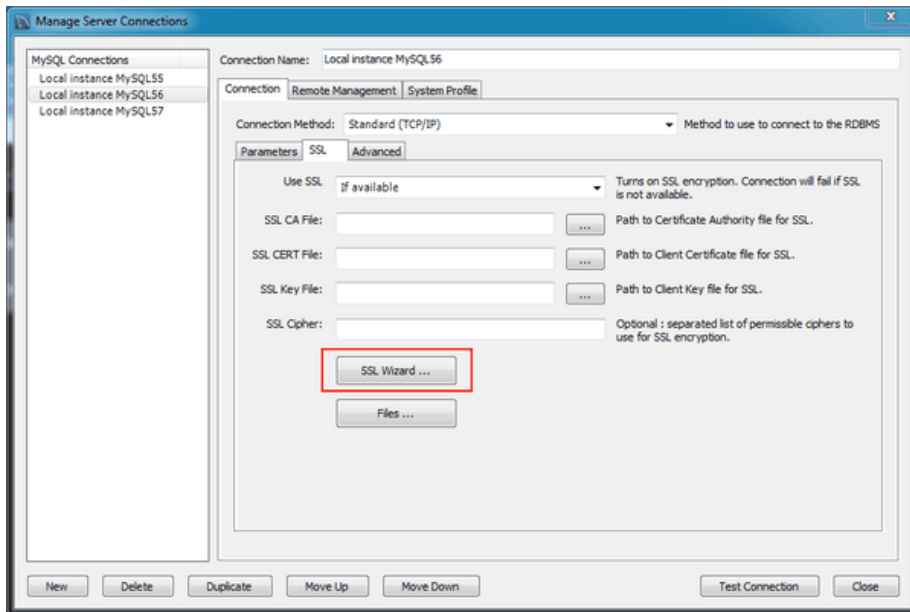 Manage Server Connections
MySQL Connections
Local instance MySQL55
Local instance MySQL56
Local instance MySQL57
Connection Name: Local instance MySQL56
Connection Remote Management System Profile
Connection Method: Standard (TCP/IP) Method to use to connect to the RDBMS
Parameters SSL Advanced
Use SSL If available Turns on SSL encryption. Connection will fail if SSL
is not available.
SSL CA File: ... Path to Certificate Authority file for SSL.
SSL CERT File: ... Path to Client Certificate file for SSL.
SSL Key File: ... Path to Client Key file for SSL.
SSL Cipher: Optional : separated list of permissible ciphers to
use for SSL encryption.
SSL Wizard ...
Files ...
New Delete Duplicate Move Up Move Down Test Connection Close